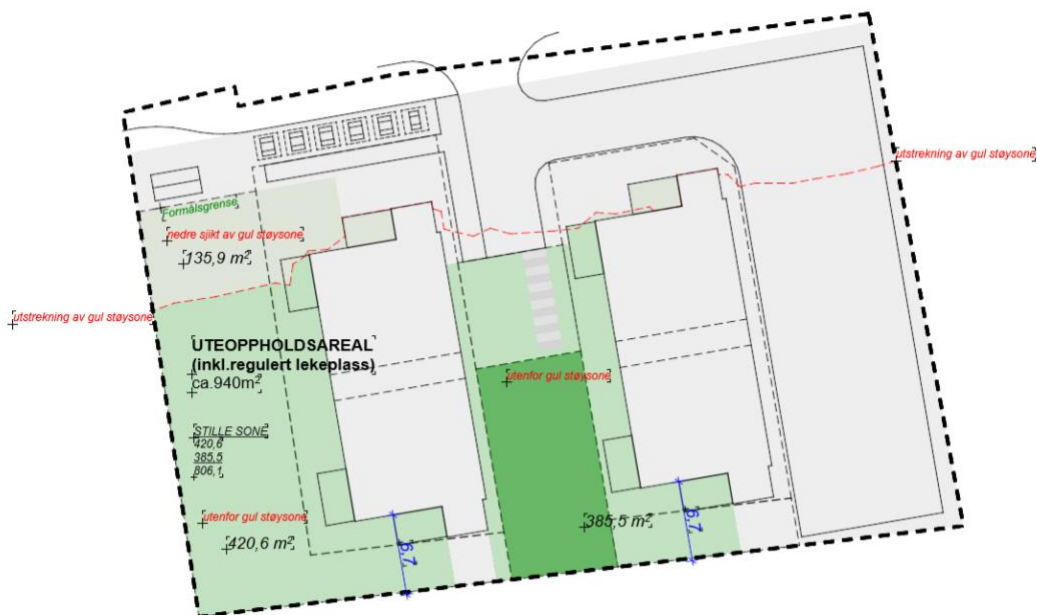 utstrekning av gul støysone
Formålsgrense
nedre sjikt av gul støysone
135,9 m²
utstrekning av gul støysone
UTEOPPHOLDSAREAL
(inkl.regulert lekeplass)
ca.940m²
utenfor gul støysone
STILLE SONE
420,6
385,5
806,1
utenfor gul støysone
420,6 m²
6,7
385,5 m²
6,7